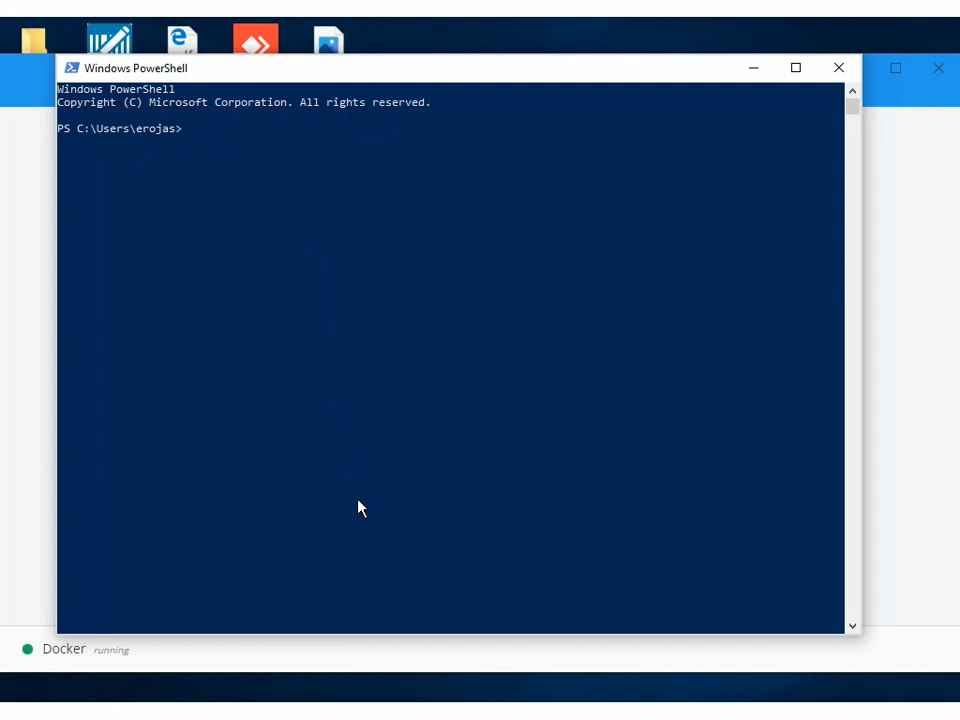 Windows PowerShell
Windows PowerShell
Copyright (C) Microsoft Corporation. All rights reserved.
PS C:\Users\erojas>
Docker running